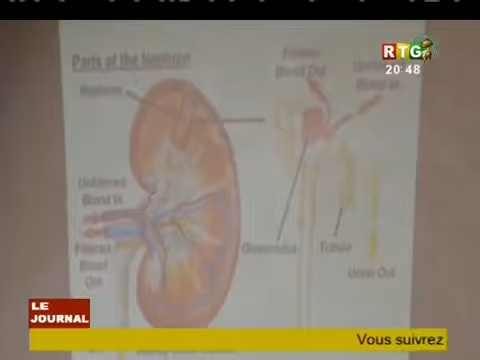 RTG
20:48
Parts of the Nephron
Nephron
Filtered
Blood Out
Unfiltered
Blood In
Unfiltered
Blood In
Filtered
Blood
Out
Glomerulus
Tubule
Urine Out
LE
JOURNAL
Vous suivrez